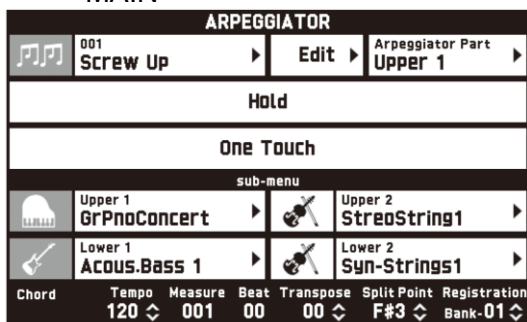 MAIN
ARPEGGIATOR
001
Screw Up
Edit
Arpeggiator Part
Upper 1
Hold
One Touch
sub-menu
Upper 1
GrPnoConcert
Upper 2
StreoString1
Lower 1
Acous.Bass 1
Lower 2
Syn-Strings1
Chord Tempo Measure Beat Transpose Split Point Registration
120 001 00 00 F#3 Bank-01